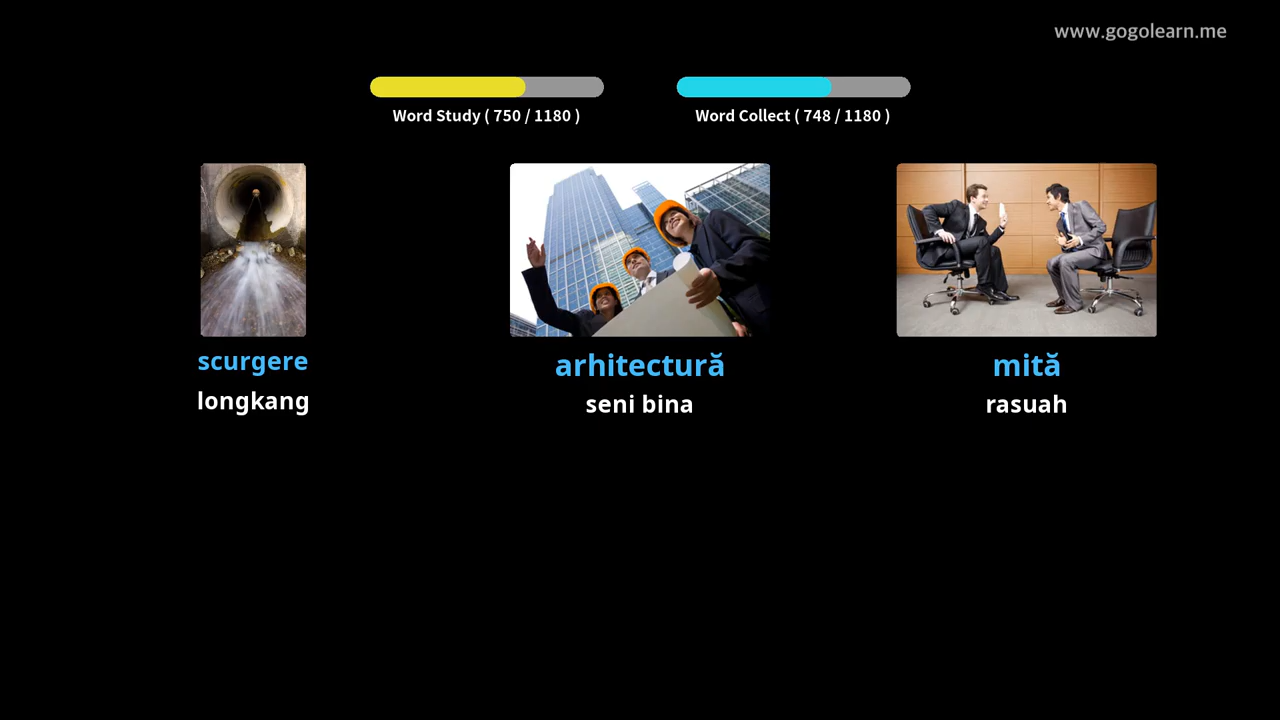 www.gogolearn.me
Word Study ( 750 / 1180 )
Word Collect ( 748 / 1180 )
scurgere
longkang
arhitectură
seni bina
mită
rasuah